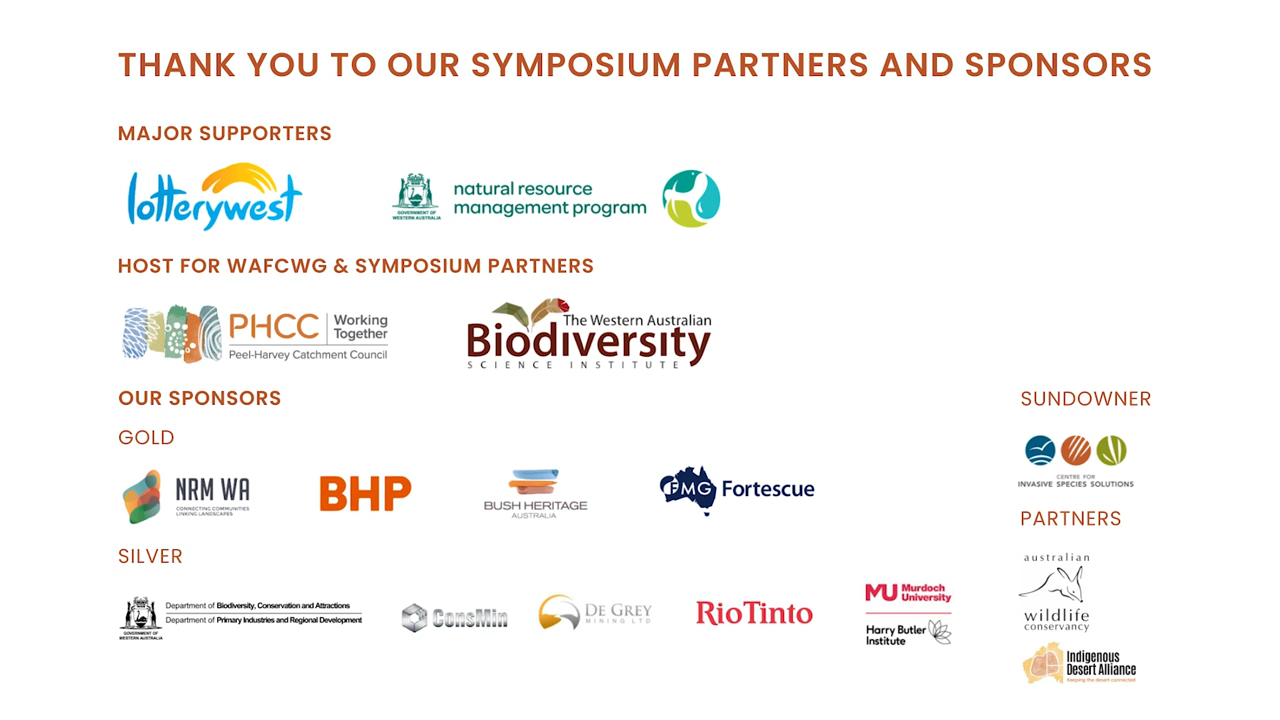 THANK YOU TO OUR SYMPOSIUM PARTNERS AND SPONSORS
MAJOR SUPPORTERS
lotterywest
GOVERNMENT OF
WESTERN AUSTRALIA
natural resource
management program
HOST FOR WAFCWG & SYMPOSIUM PARTNERS
PHCC
Working
Together
Peel-Harvey Catchment Council
The Western Australian
Biodiversity
SCIENCE INSTITUTE
OUR SPONSORS
GOLD
NRM WA
CONNECTING COMMUNITIES
LINKING LANDSCAPES
BHP
BUSH HERITAGE
AUSTRALIA
FMG Fortescue
SILVER
GOVERNMENT OF
WESTERN AUSTRALIA
Department of Biodiversity, Conservation and Attractions
Department of Primary Industries and Regional Development
ConsMin
DE GREY
MINING LTD
RioTinto
MU Murdoch
University
Harry Butler
Institute
SUNDOWNER
CENTRE FOR
INVASIVE SPECIES SOLUTIONS
PARTNERS
australian
wildlife
conservancy
Indigenous
Desert Alliance
Keeping the desert connected